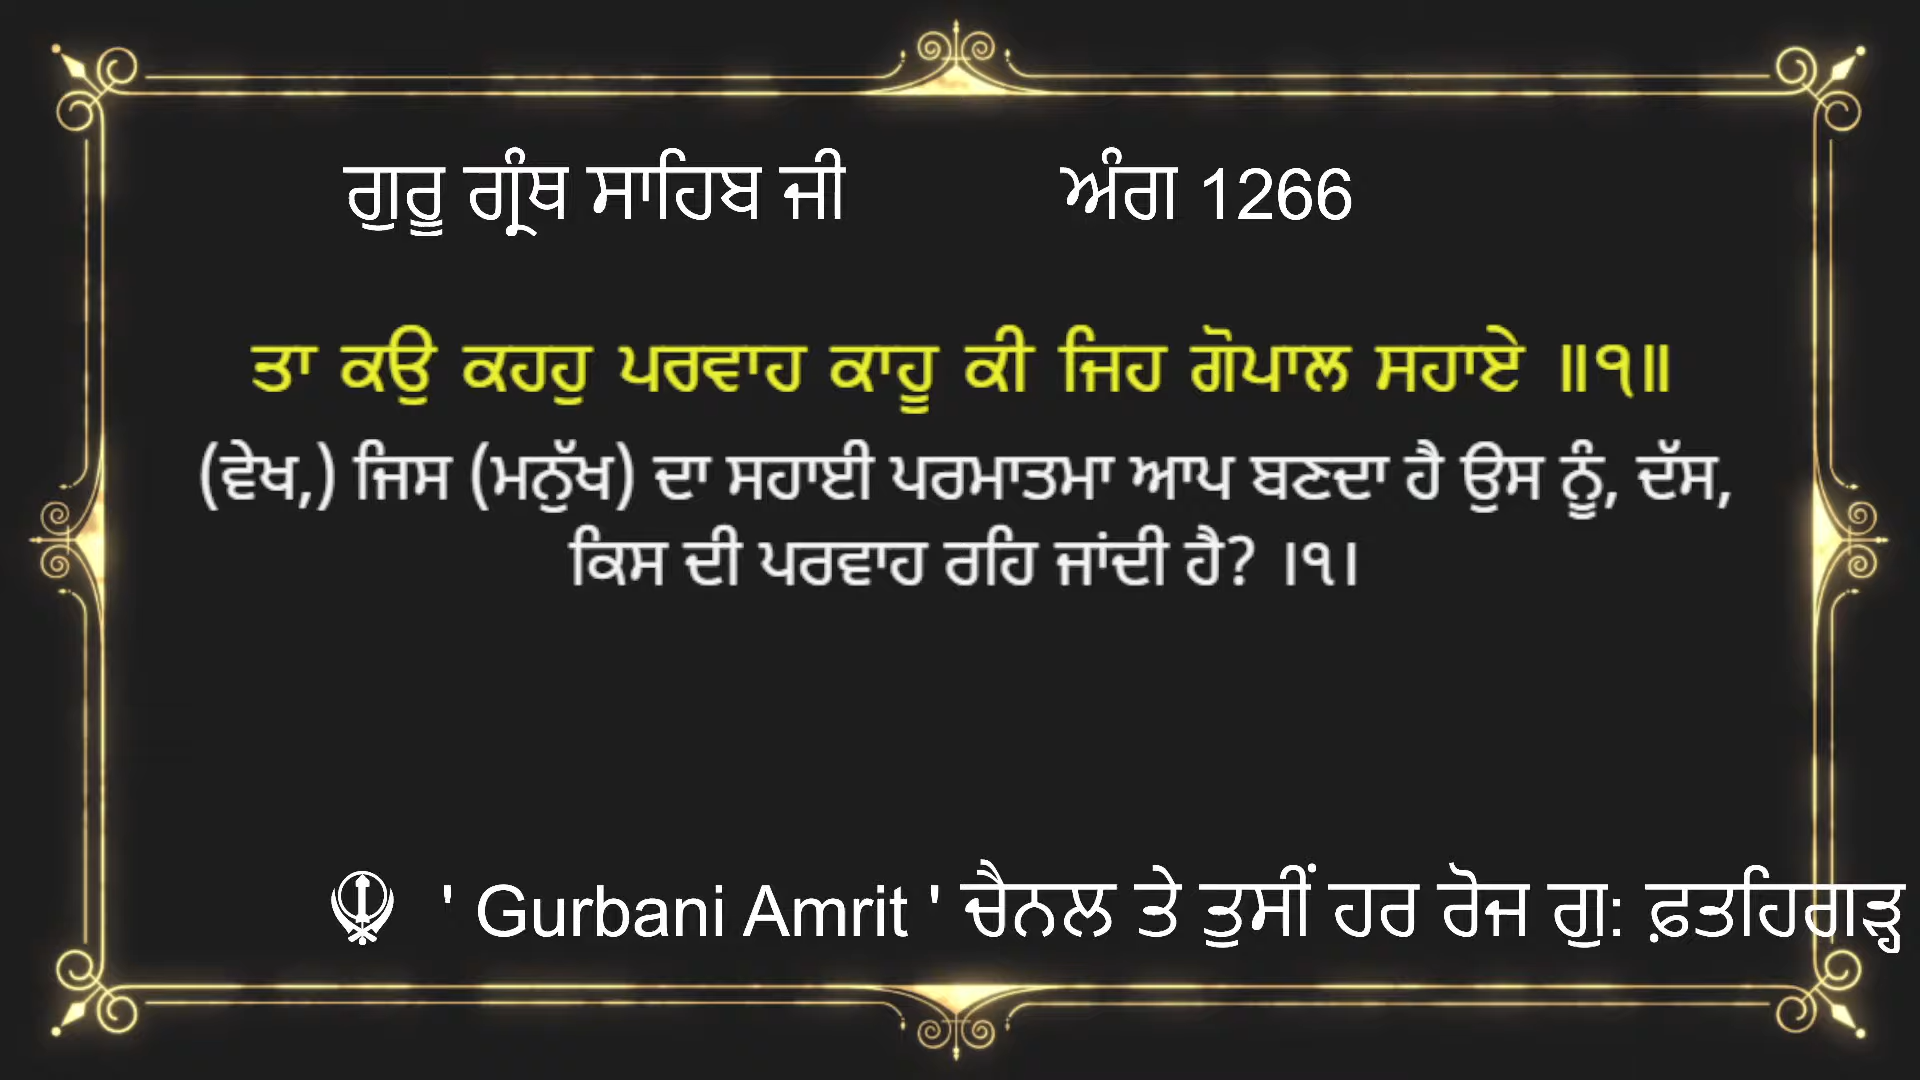 ਗੁਰੂ ਗ੍ਰੰਥ ਸਾਹਿਬ ਜੀ ਅੰਗ 1266
ਤਾ ਕਉ ਕਹਹੁ ਪਰਵਾਹ ਕਾਹੂ ਕੀ ਜਿਹ ਗੋਪਾਲ ਸਹਾਏ ॥੧॥
(ਵੇਖ,) ਜਿਸ (ਮਨੁੱਖ) ਦਾ ਸਹਾਈ ਪਰਮਾਤਮਾ ਆਪ ਬਣਦਾ ਹੈ ਉਸ ਨੂੰ, ਦੱਸ,
ਕਿਸ ਦੀ ਪਰਵਾਹ ਰਹਿ ਜਾਂਦੀ ਹੈ? ।੧।
☬ ' Gurbani Amrit ' ਚੈਨਲ ਤੇ ਤੁਸੀਂ ਹਰ ਰੋਜ ਗੁ: ਫ਼ਤਹਿਗੜ੍ਹ